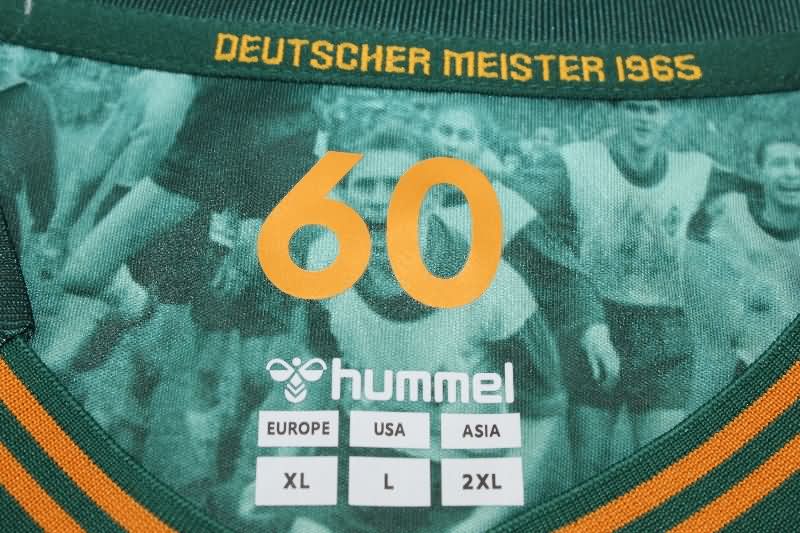 DEUTSCHER MEISTER 1965
60
hummel
EUROPE USA ASIA
XL L 2XL